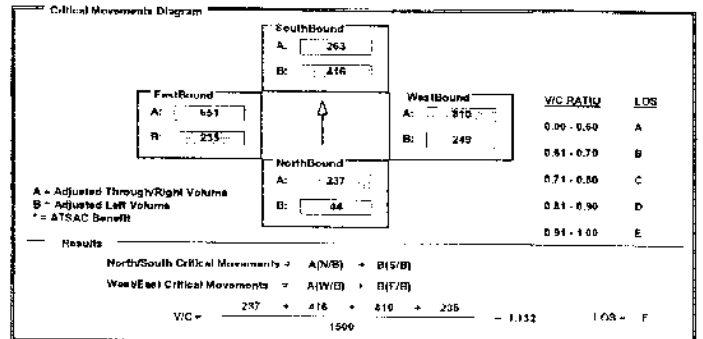 Critical Movements Diagram
SouthBound
A: 263
B: 416
EastBound
A: 651
B: 235
WestBound
A: 810
B: 249
NorthBound
A: 237
B: 44
V/C RATIO LOS
0.00 - 0.60 A
0.61 - 0.70 B
0.71 - 0.80 C
0.81 - 0.90 D
0.91 - 1.00 E
A = Adjusted Through/Right Volume
B = Adjusted Left Volume
* = ATSAC Benefit
Results
North/South Critical Movements = A(N/B) + B(S/B)
West/East Critical Movements = A(W/B) + B(E/B)
V/C = 237 + 416 + 810 + 235 = 1.132 LOS = F
1500